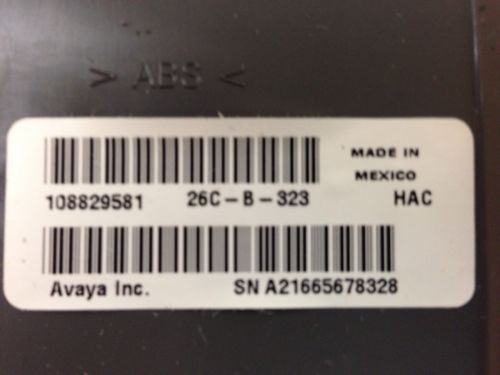 > ABS <
MADE IN
MEXICO
108829581 26C-B-323 HAC
Avaya Inc. SN A21665678328